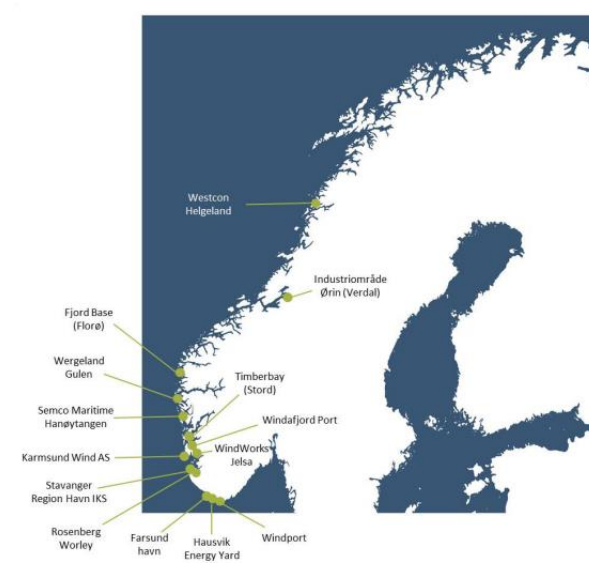 Westcon
Helgeland
Industriområde
Ørin (Verdal)
Fjord Base
(Florø)
Wergeland
Gulen
Timberbay
(Stord)
Semco Maritime
Hanøytangen
Windafjord Port
WindWorks
Jelsa
Karmsund Wind AS
Stavanger
Region Havn IKS
Rosenberg
Worley
Farsund
havn
Hausvik
Energy Yard
Windport